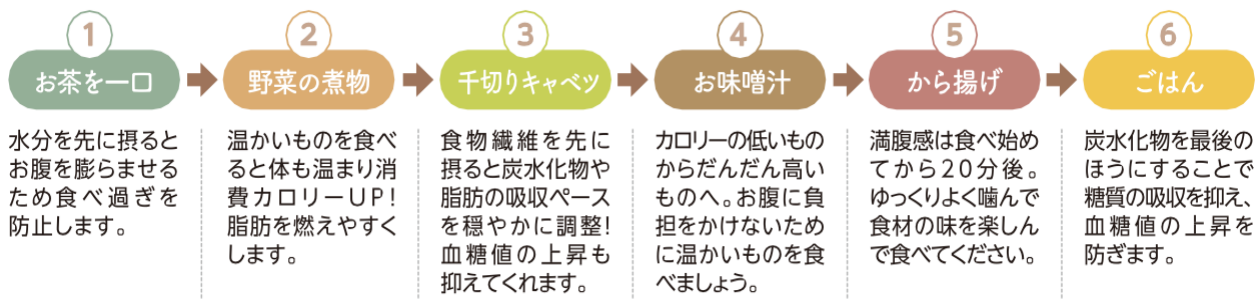 1
お茶を一口
水分を先に摂ると
お腹を膨らませる
ため食べ過ぎを
防止します。
2
野菜の煮物
温かいものを食べ
ると体も温まり消
費カロリーUP!
脂肪を燃えやすく
します。
3
千切りキャベツ
食物繊維を先に
摂ると炭水化物や
脂肪の吸収ペース
を穏やかに調整!
血糖値の上昇も
抑えてくれます。
4
お味噌汁
カロリーの低いもの
からだんだん高い
ものへ。お腹に負
担をかけないため
に温かいものを食
べましょう。
5
から揚げ
満腹感は食べ始め
てから20分後。
ゆっくりよく噛んで
食材の味を楽しん
で食べてください。
6
ごはん
炭水化物を最後の
ほうにすることで
糖質の吸収を抑え、
血糖値の上昇を
防ぎます。